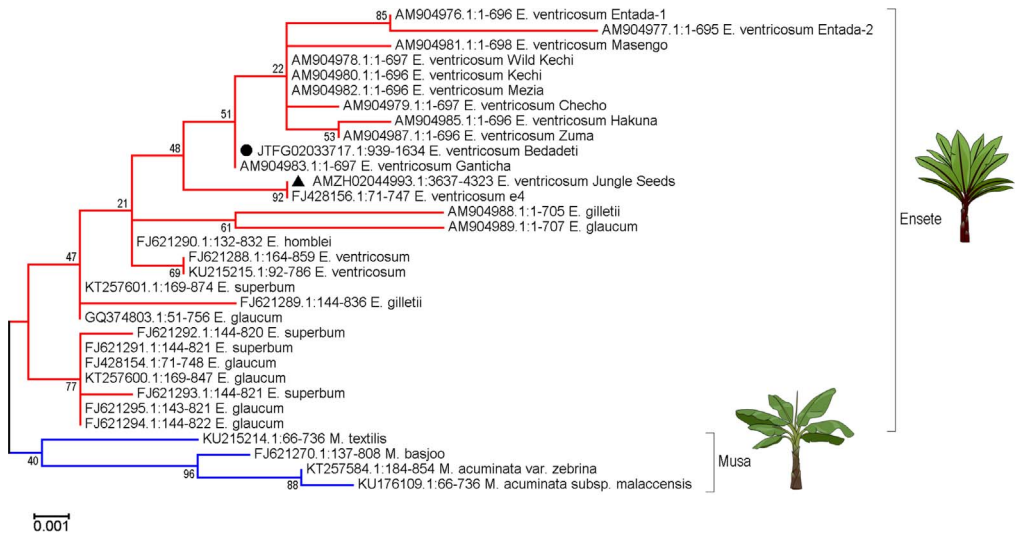 85
AM904976.1:1-696 E. ventricosum Entada-1
AM904977.1:1-695 E. ventricosum Entada-2
AM904981.1:1-698 E. ventricosum Masengo
22
AM904978.1:1-697 E. ventricosum Wild Kechi
AM904980.1:1-696 E. ventricosum Kechi
AM904982.1:1-696 E. ventricosum Mezia
AM904979.1:1-697 E. ventricosum Checho
51
AM904985.1:1-696 E. ventricosum Hakuna
53
AM904987.1:1-696 E. ventricosum Zuma
48
JTFG02033717.1:939-1634 E. ventricosum Bedadeti
AM904983.1:1-697 E. ventricosum Ganticha
AMZH02044993.1:3637-4323 E. ventricosum Jungle Seeds
92
FJ428156.1:71-747 E. ventricosum e4
21
AM904988.1:1-705 E. gilletii
61
AM904989.1:1-707 E. glaucum
FJ621290.1:132-832 E. homblei
47
FJ621288.1:164-859 E. ventricosum
69
KU215215.1:92-786 E. ventricosum
KT257601.1:169-874 E. superbum
FJ621289.1:144-836 E. gilletii
GQ374803.1:51-756 E. glaucum
FJ621292.1:144-820 E. superbum
FJ621291.1:144-821 E. superbum
FJ428154.1:71-748 E. glaucum
77
KT257600.1:169-847 E. glaucum
FJ621293.1:144-821 E. superbum
FJ621295.1:143-821 E. glaucum
FJ621294.1:144-822 E. glaucum
Ensete
KU215214.1:66-736 M. textilis
40
FJ621270.1:137-808 M. basjoo
96
KT257584.1:184-854 M. acuminata var. zebrina
88
KU176109.1:66-736 M. acuminata subsp. malaccensis
Musa
0.001